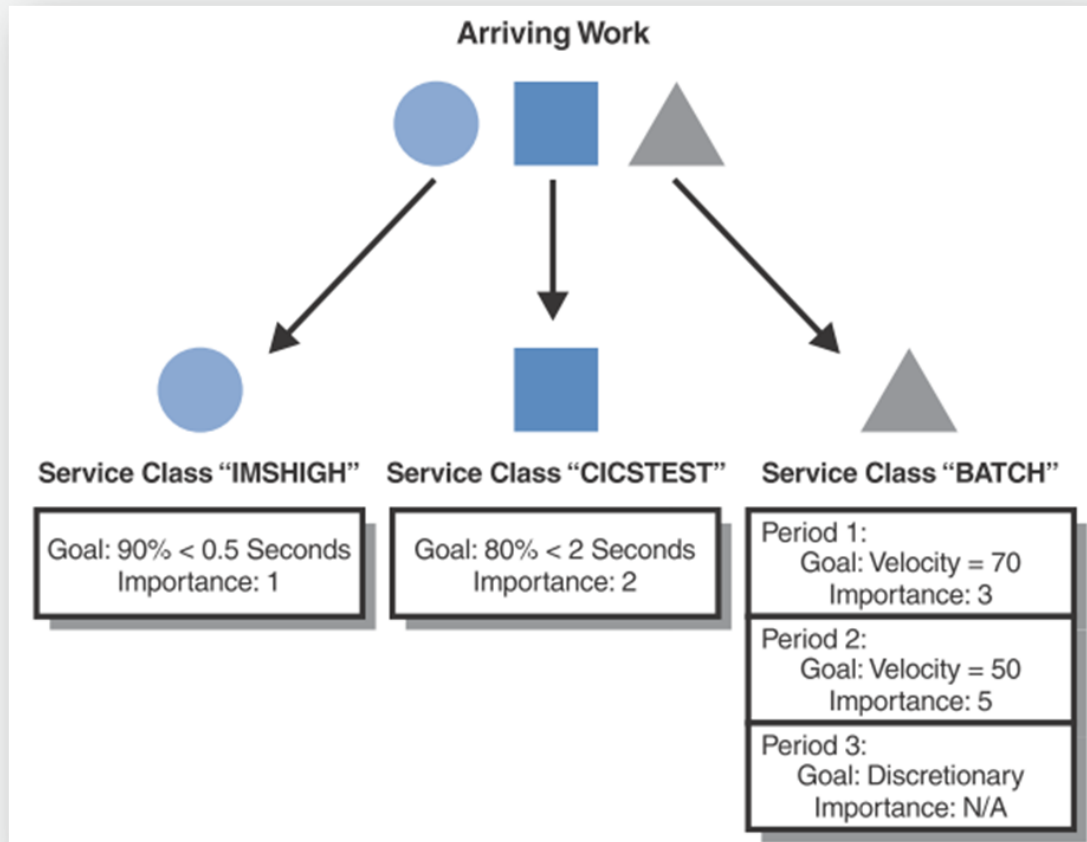 Arriving Work
Service Class “IMSHIGH”
Goal: 90% < 0.5 Seconds
Importance: 1
Service Class “CICSTEST”
Goal: 80% < 2 Seconds
Importance: 2
Service Class “BATCH”
Period 1:
Goal: Velocity = 70
Importance: 3
Period 2:
Goal: Velocity = 50
Importance: 5
Period 3:
Goal: Discretionary
Importance: N/A